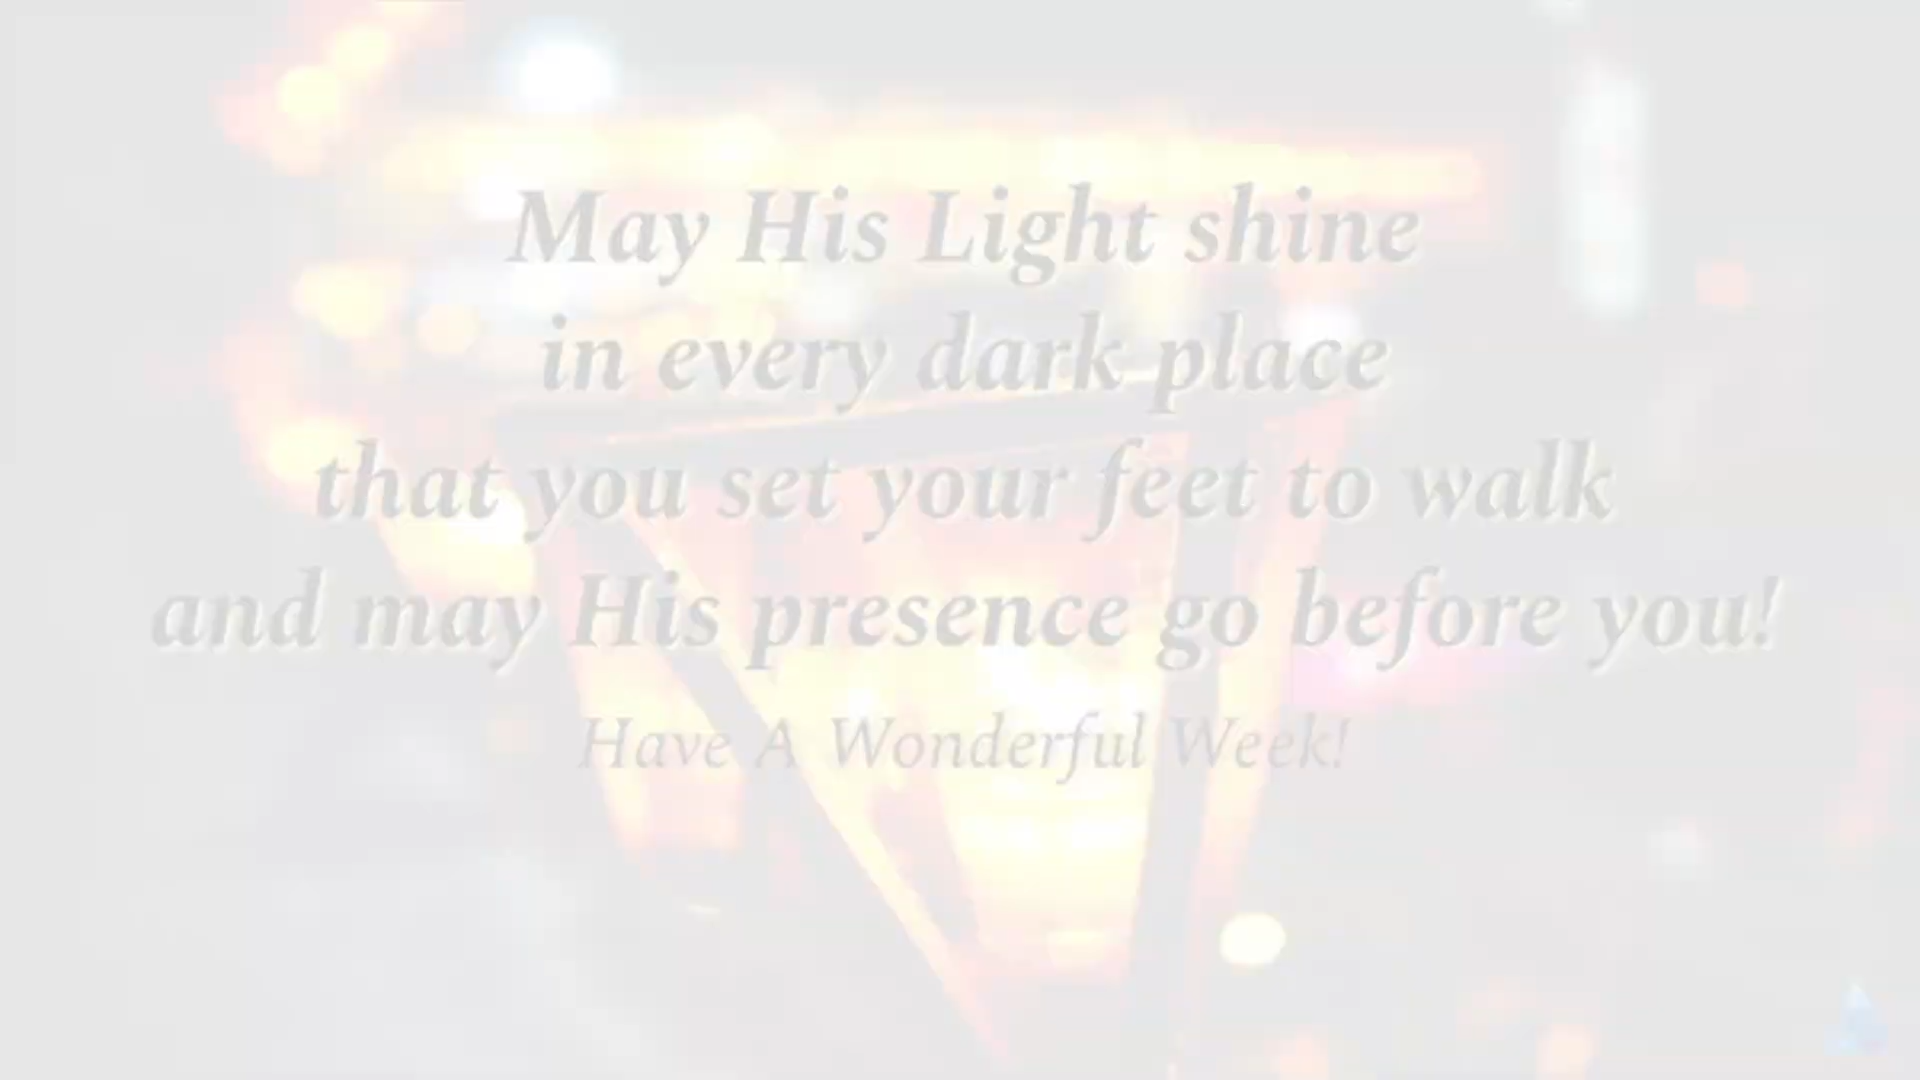 May His Light shine
in every dark place
that you set your feet to walk
and may His presence go before you!
Have A Wonderful Week!